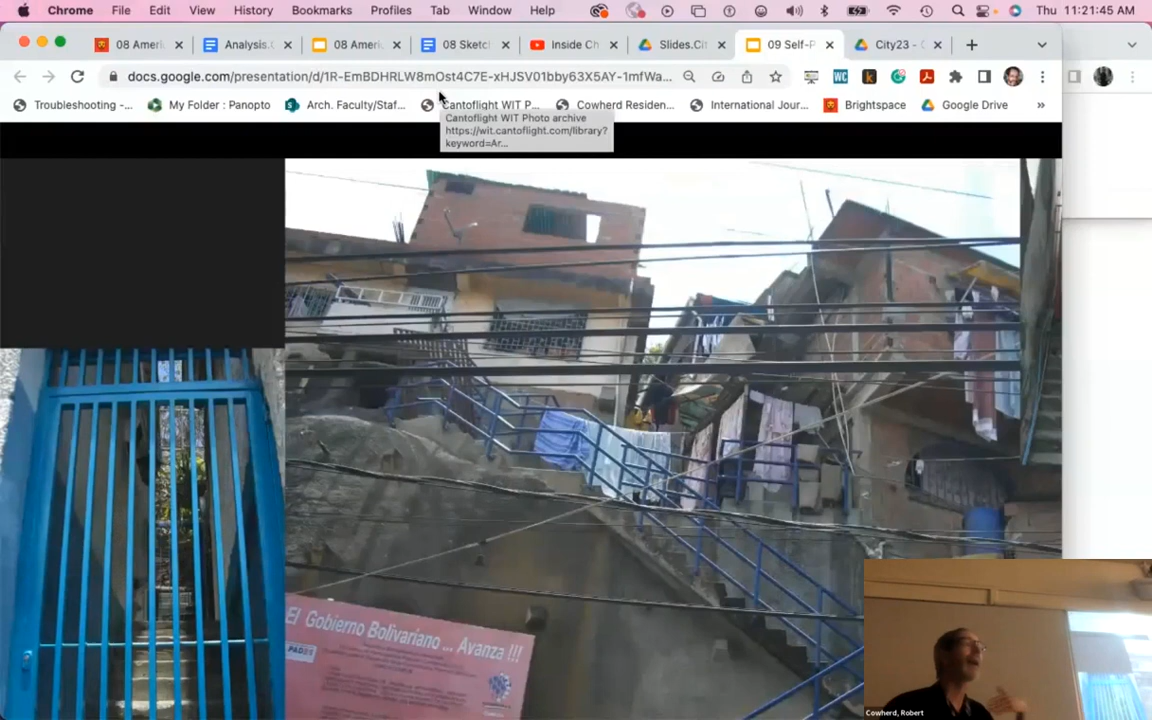 Chrome File Edit View History Bookmarks Profiles Tab Window Help Thu 11:21:45 AM
08 Ameri
Analysis.
08 Ameri
08 Sketch
Inside Ch
Slides.Cit
09 Self-P
City23 -
docs.google.com/presentation/d/1R-EmBDHRLW8mOst4C7E-xHJSV01bby63X5AY-1mfWa...
Troubleshooting -...
My Folder : Panopto
Arch. Faculty/Staf...
Cantoflight WIT P...
Cowherd Residen...
International Jour...
Brightspace
Google Drive
»
Cantoflight WIT Photo archive
https://wit.cantoflight.com/library?
keyword=Ar...
El Gobierno Bolivariano ... Avanza !!!
Cowherd, Robert